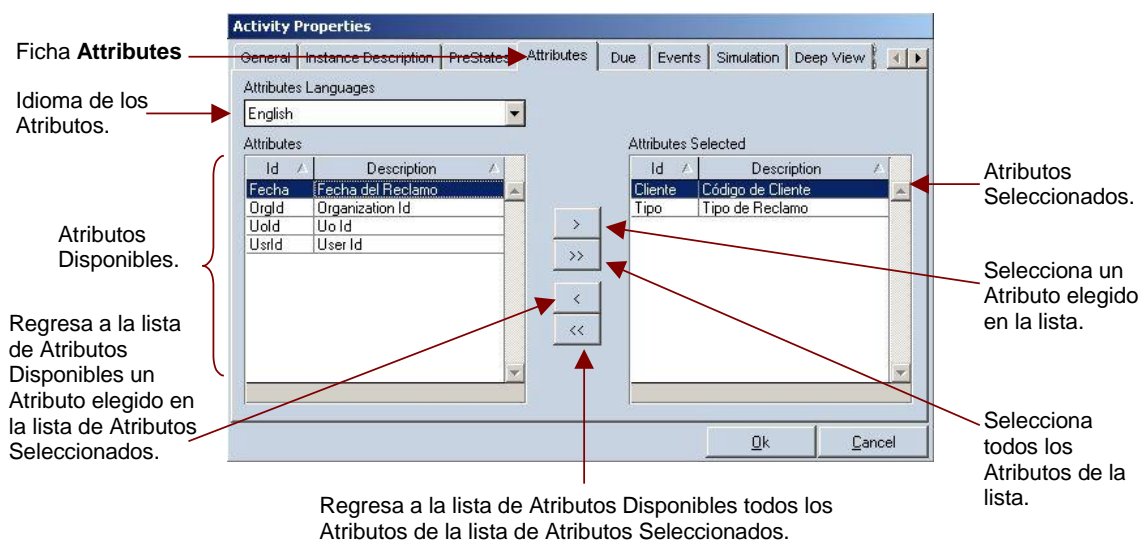 Activity Properties
Ficha Attributes
General Instance Description PreStates Attributes Due Events Simulation Deep View
Idioma de los
Atributos.
Attributes Languages
English
Attributes
Id Description
Fecha Fecha del Reclamo
OrgId Organization Id
UoId Uo Id
UsrId User Id
Atributos
Disponibles.
>
>>
<
<<
Attributes Selected
Id Description
Cliente Código de Cliente
Tipo Tipo de Reclamo
Atributos
Seleccionados.
Selecciona un
Atributo elegido
en la lista.
Regresa a la lista
de Atributos
Disponibles un
Atributo elegido en
la lista de Atributos
Seleccionados.
Selecciona
todos los
Atributos de la
lista.
Ok Cancel
Regresa a la lista de Atributos Disponibles todos los
Atributos de la lista de Atributos Seleccionados.